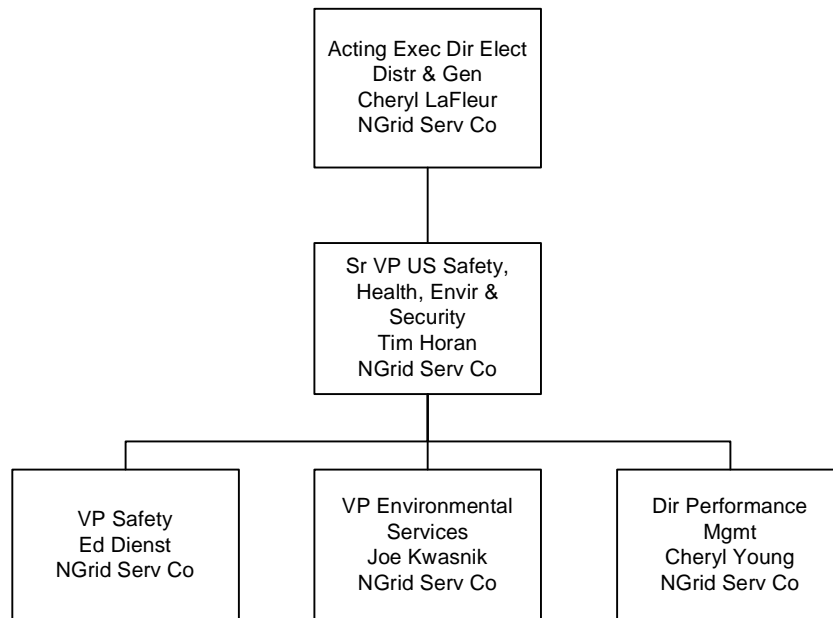 Acting Exec Dir Elect
Distr & Gen
Cheryl LaFleur
NGrid Serv Co
Sr VP US Safety,
Health, Envir &
Security
Tim Horan
NGrid Serv Co
VP Safety
Ed Dienst
NGrid Serv Co
VP Environmental
Services
Joe Kwasnik
NGrid Serv Co
Dir Performance
Mgmt
Cheryl Young
NGrid Serv Co